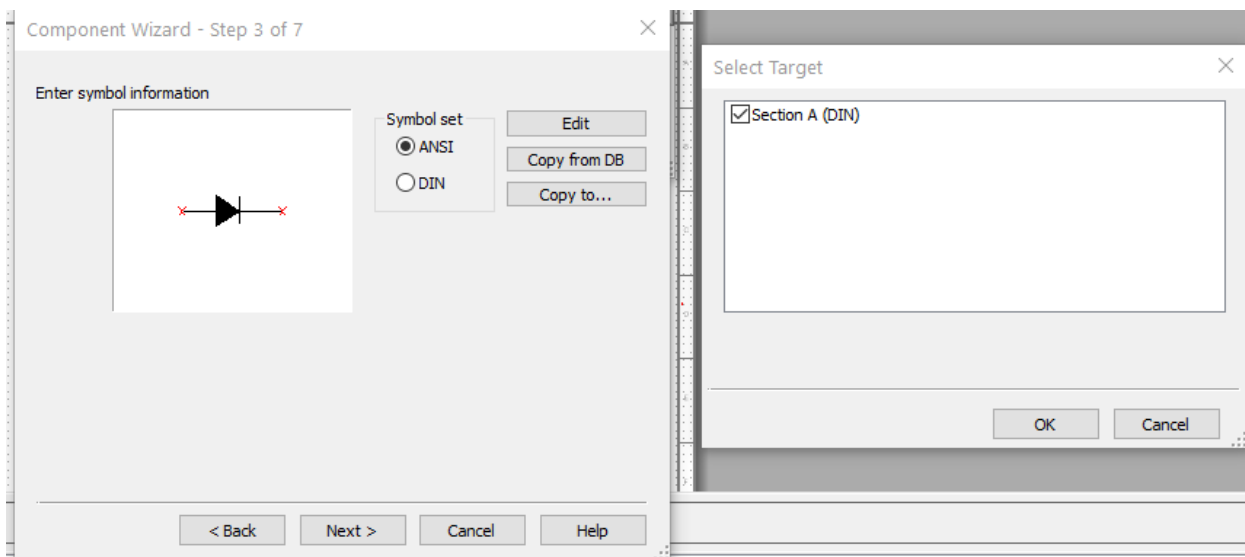 Component Wizard - Step 3 of 7
Enter symbol information
Symbol set
ANSI
DIN
Edit
Copy from DB
Copy to...
< Back
Next >
Cancel
Help
Select Target
Section A (DIN)
OK
Cancel